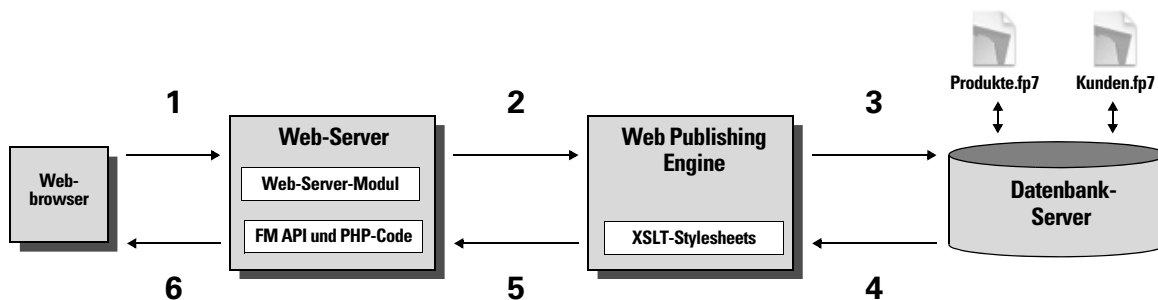 Produkte.fp7
Kunden.fp7
1
2
3
Web-Server
Web-Server-Modul
FM API und PHP-Code
Web Publishing
Engine
XSLT-Stylesheets
Web-
browser
Datenbank-
Server
6
5
4